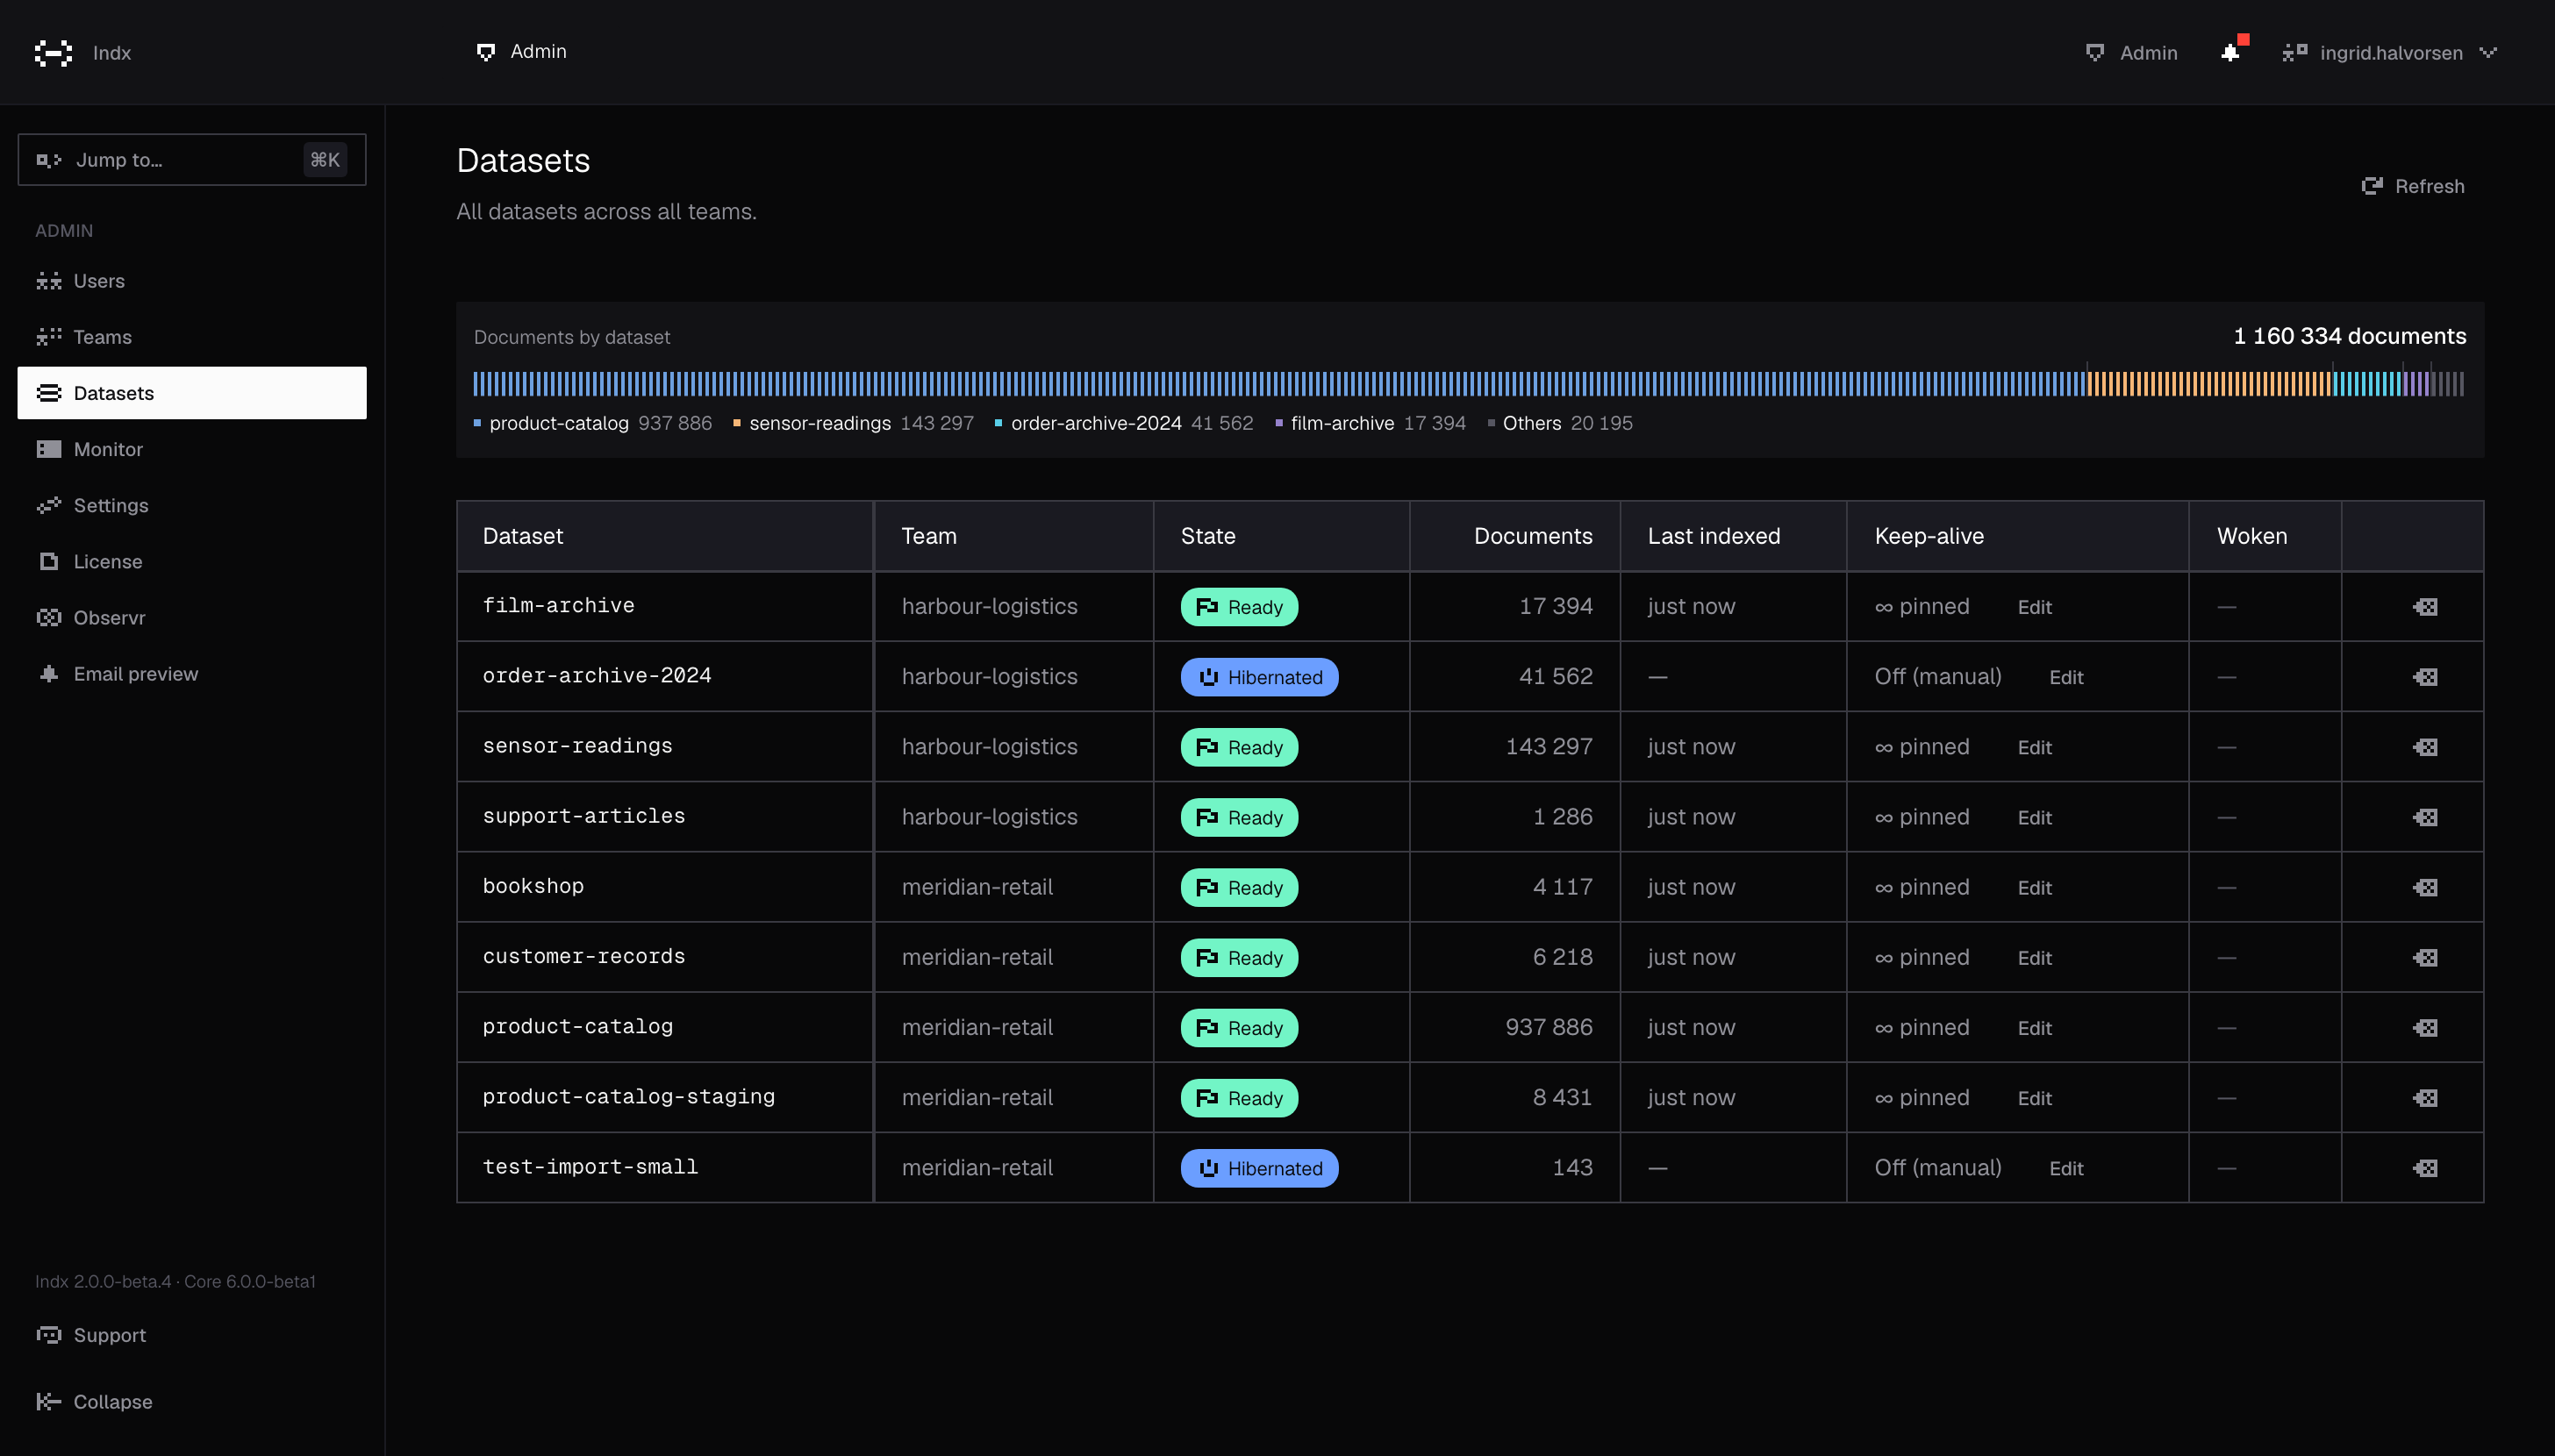 Indx
Admin
Admin
ingrid.halvorsen
Jump to...
⌘K
ADMIN
Users
Teams
Datasets
Monitor
Settings
License
Observr
Email preview
Indx 2.0.0-beta.4 · Core 6.0.0-beta1
Support
Collapse
Datasets
All datasets across all teams.
Refresh
Documents by dataset
1 160 334 documents
product-catalog 937 886 sensor-readings 143 297 order-archive-2024 41 562 film-archive 17 394 Others 20 195
Dataset Team State Documents Last indexed Keep-alive Woken
film-archive harbour-logistics Ready 17 394 just now ∞ pinned Edit —
order-archive-2024 harbour-logistics Hibernated 41 562 — Off (manual) Edit —
sensor-readings harbour-logistics Ready 143 297 just now ∞ pinned Edit —
support-articles harbour-logistics Ready 1 286 just now ∞ pinned Edit —
bookshop meridian-retail Ready 4 117 just now ∞ pinned Edit —
customer-records meridian-retail Ready 6 218 just now ∞ pinned Edit —
product-catalog meridian-retail Ready 937 886 just now ∞ pinned Edit —
product-catalog-staging meridian-retail Ready 8 431 just now ∞ pinned Edit —
test-import-small meridian-retail Hibernated 143 — Off (manual) Edit —